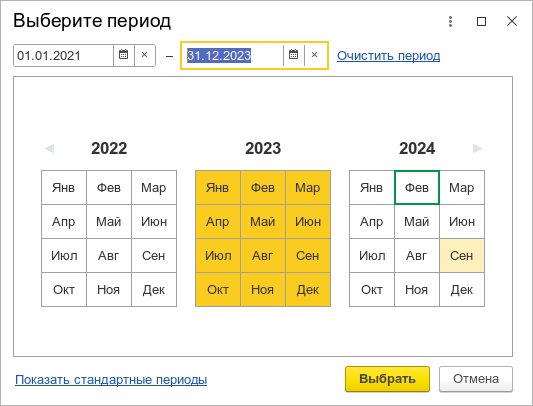 Выберите период
01.01.2021 – 31.12.2023 Очистить период
2022 2023 2024
Янв Фев Мар Янв Фев Мар Янв Фев Мар
Апр Май Июн Апр Май Июн Апр Май Июн
Июл Авг Сен Июл Авг Сен Июл Авг Сен
Окт Ноя Дек Окт Ноя Дек Окт Ноя Дек
Показать стандартные периоды Выбрать Отмена